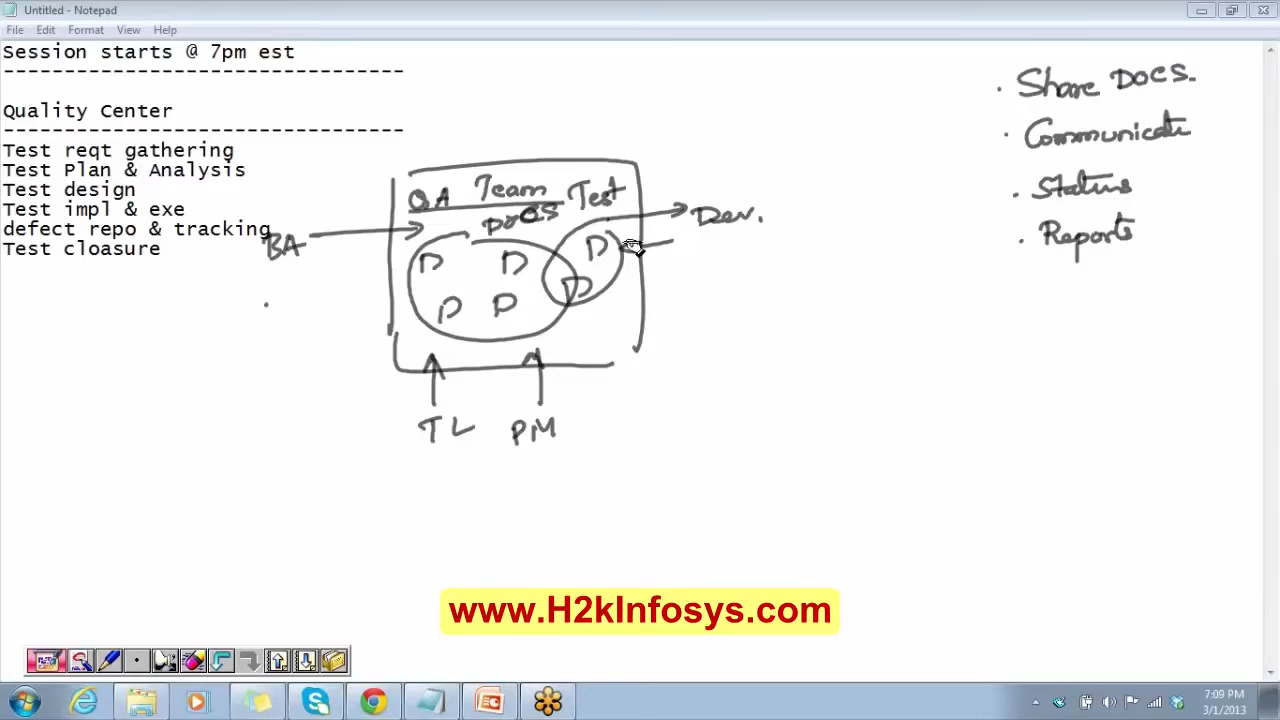 Untitled - Notepad
File Edit Format View Help
Session starts @ 7pm est
----------------------------------
Quality Center
----------------------------------
Test reqt gathering
Test Plan & Analysis
Test design
Test impl & exe
defect repo & tracking
Test cloasure
QA Team Test
DOCS
BA
Dev.
D D D
D D D
TL PM
. Share DOCS.
. Communicate
. Status
. Reports
www.H2kInfosys.com
7:09 PM
3/1/2013